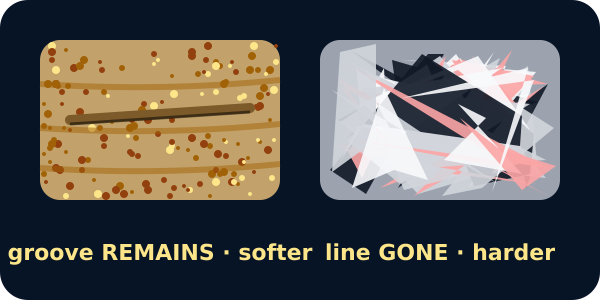 groove REMAINS · softer
line GONE · harder